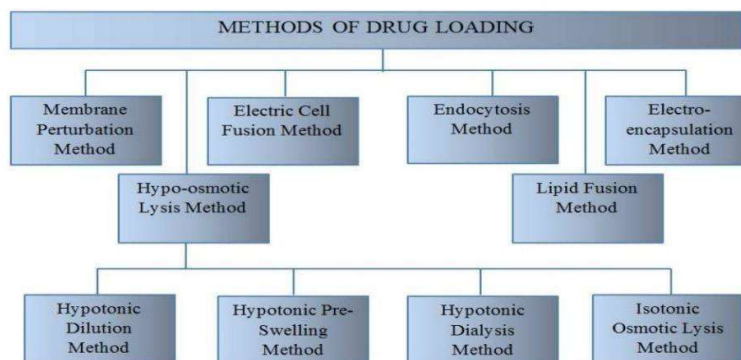 METHODS OF DRUG LOADING
Membrane
Perturbation
Method
Electric Cell
Fusion Method
Endocytosis
Method
Electro-
encapsulation
Method
Hypo-osmotic
Lysis Method
Lipid Fusion
Method
Hypotonic
Dilution
Method
Hypotonic Pre-
Swelling
Method
Hypotonic
Dialysis
Method
Isotonic
Osmotic Lysis
Method